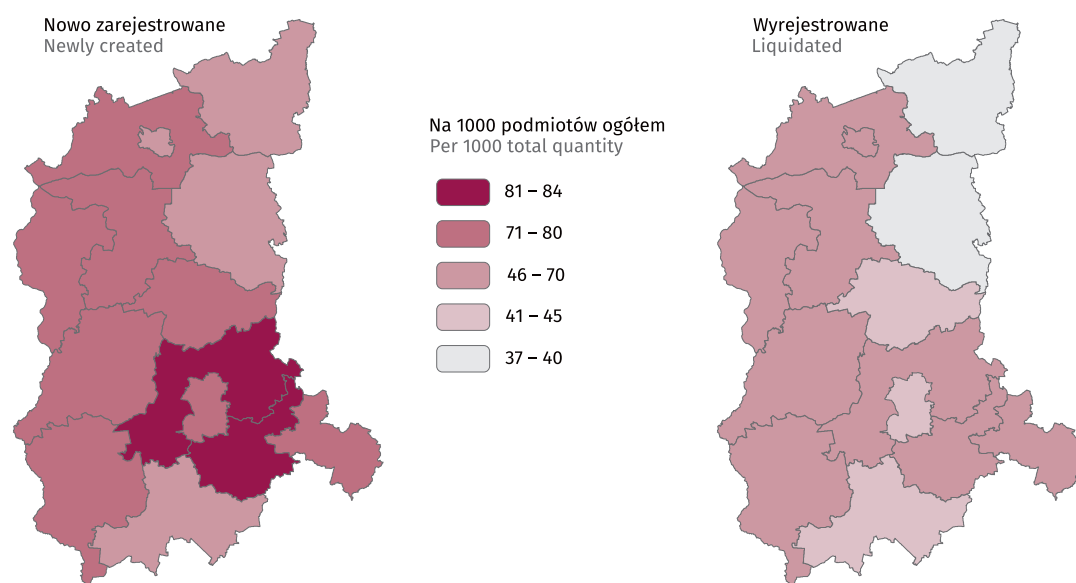 Nowo zarejestrowane
Newly created
Wyrejestrowane
Liquidated
Na 1000 podmiotów ogółem
Per 1000 total quantity
81 – 84
71 – 80
46 – 70
41 – 45
37 – 40